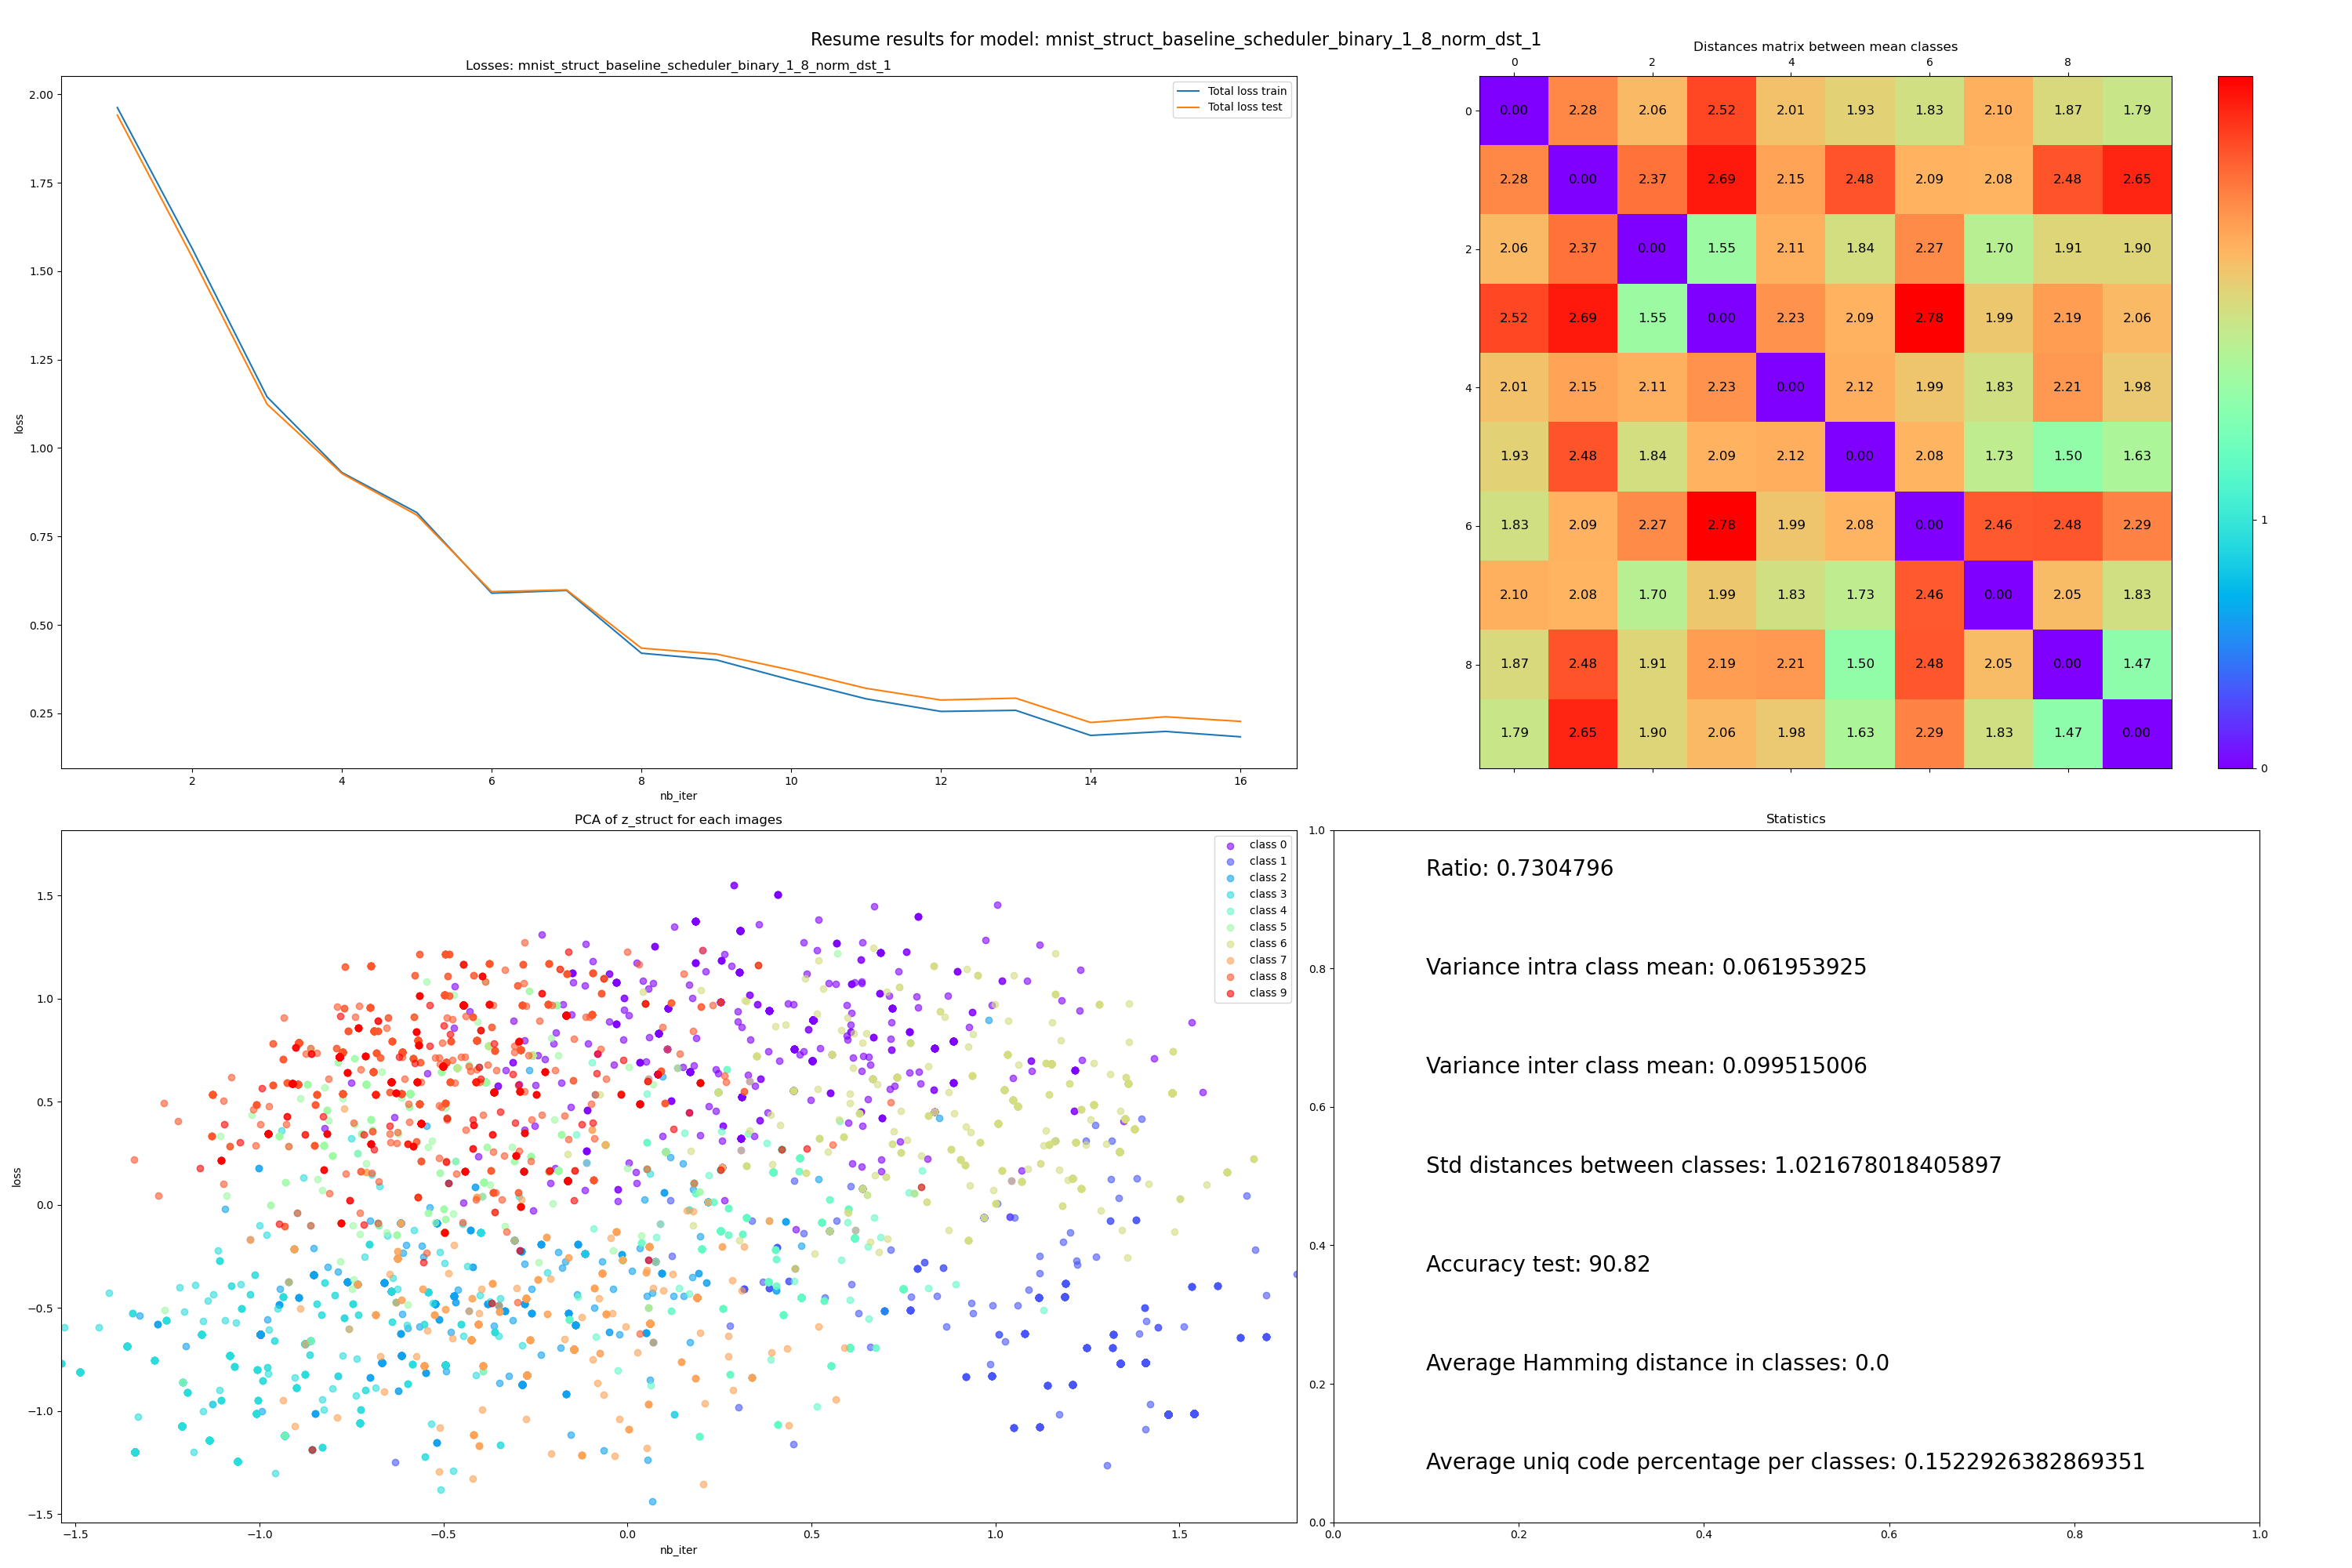 Resume results for model: mnist_struct_baseline_scheduler_binary_1_8_norm_dst_1
Losses: mnist_struct_baseline_scheduler_binary_1_8_norm_dst_1
Total loss train
Total loss test
2.00
1.75
1.50
1.25
1.00
0.75
0.50
0.25
loss
2 4 6 8 10 12 14 16
nb_iter
Distances matrix between mean classes
0 2 4 6 8
0 0.00 2.28 2.06 2.52 2.01 1.93 1.83 2.10 1.87 1.79
2.28 0.00 2.37 2.69 2.15 2.48 2.09 2.08 2.48 2.65
2 2.06 2.37 0.00 1.55 2.11 1.84 2.27 1.70 1.91 1.90
2.52 2.69 1.55 0.00 2.23 2.09 2.78 1.99 2.19 2.06
4 2.01 2.15 2.11 2.23 0.00 2.12 1.99 1.83 2.21 1.98
1.93 2.48 1.84 2.09 2.12 0.00 2.08 1.73 1.50 1.63
6 1.83 2.09 2.27 2.78 1.99 2.08 0.00 2.46 2.48 2.29
2.10 2.08 1.70 1.99 1.83 1.73 2.46 0.00 2.05 1.83
8 1.87 2.48 1.91 2.19 2.21 1.50 2.48 2.05 0.00 1.47
1.79 2.65 1.90 2.06 1.98 1.63 2.29 1.83 1.47 0.00
1
0
PCA of z_struct for each images
class 0
class 1
class 2
class 3
class 4
class 5
class 6
class 7
class 8
class 9
1.5
1.0
0.5
0.0
−0.5
−1.0
−1.5
loss
−1.5 −1.0 −0.5 0.0 0.5 1.0 1.5
nb_iter
Statistics
1.0
0.8
0.6
0.4
0.2
0.0
Ratio: 0.7304796
Variance intra class mean: 0.061953925
Variance inter class mean: 0.099515006
Std distances between classes: 1.021678018405897
Accuracy test: 90.82
Average Hamming distance in classes: 0.0
Average uniq code percentage per classes: 0.1522926382869351
0.0 0.2 0.4 0.6 0.8 1.0